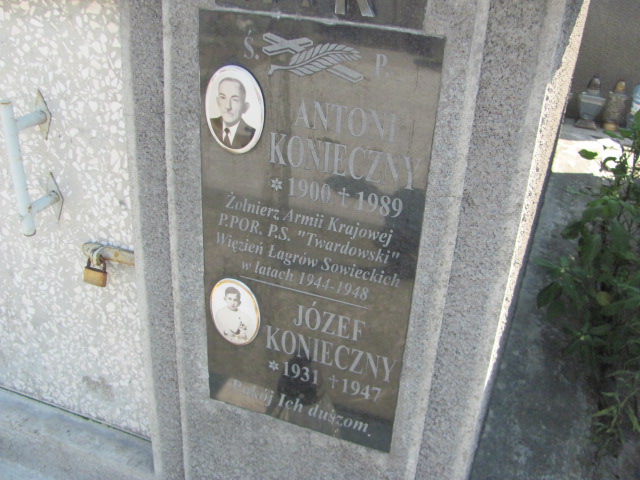 Ś. P.
ANTONI
KONIECZNY
* 1900 + 1989
Żołnierz Armii Krajowej
P.POR. P.S. "Twardowski"
Więzień Łagrów Sowieckich
w latach 1944-1948
JÓZEF
KONIECZNY
* 1931 + 1947
Pokój Ich duszom.